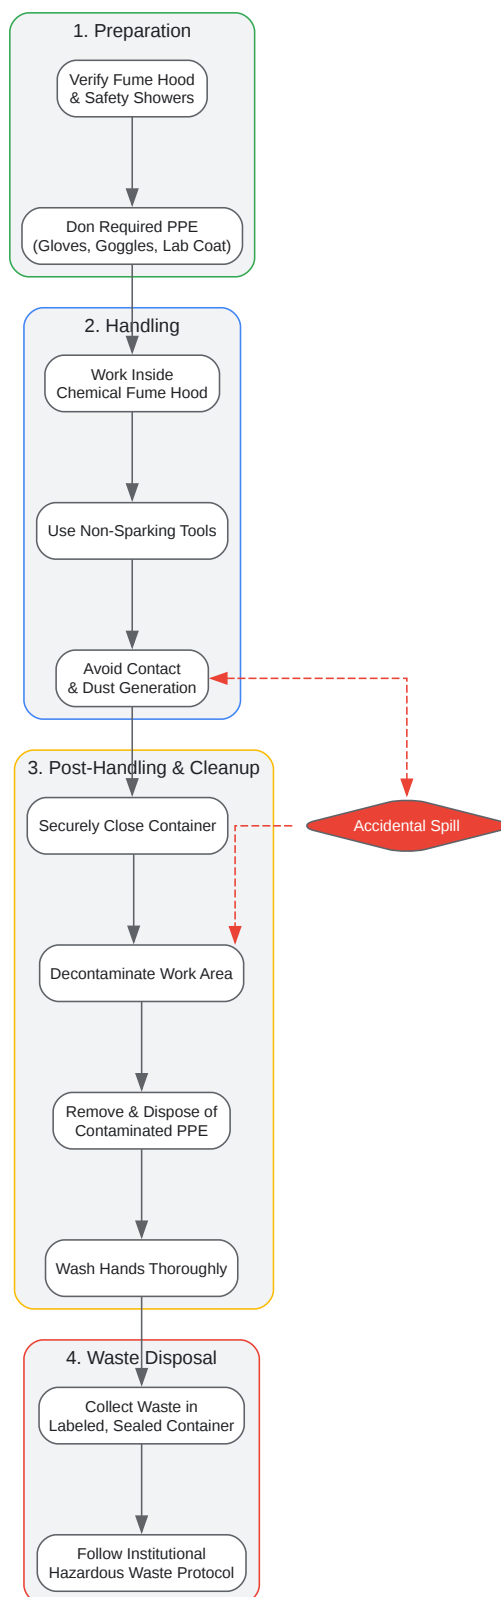 1. Preparation
Verify Fume Hood
& Safety Showers
Don Required PPE
(Gloves, Goggles, Lab Coat)
2. Handling
Work Inside
Chemical Fume Hood
Use Non-Sparking Tools
Avoid Contact
& Dust Generation
3. Post-Handling & Cleanup
Securely Close Container
Accidental Spill
Decontaminate Work Area
Remove & Dispose of
Contaminated PPE
Wash Hands Thoroughly
4. Waste Disposal
Collect Waste in
Labeled, Sealed Container
Follow Institutional
Hazardous Waste Protocol